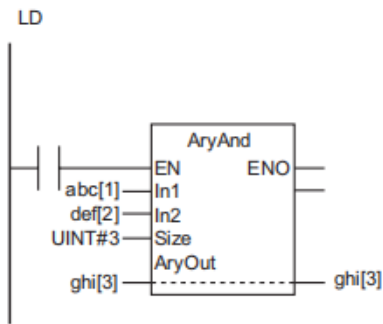 LD
AryAnd
EN ENO
abc[1] In1
def[2] In2
UINT#3 Size
AryOut
ghi[3] ghi[3]